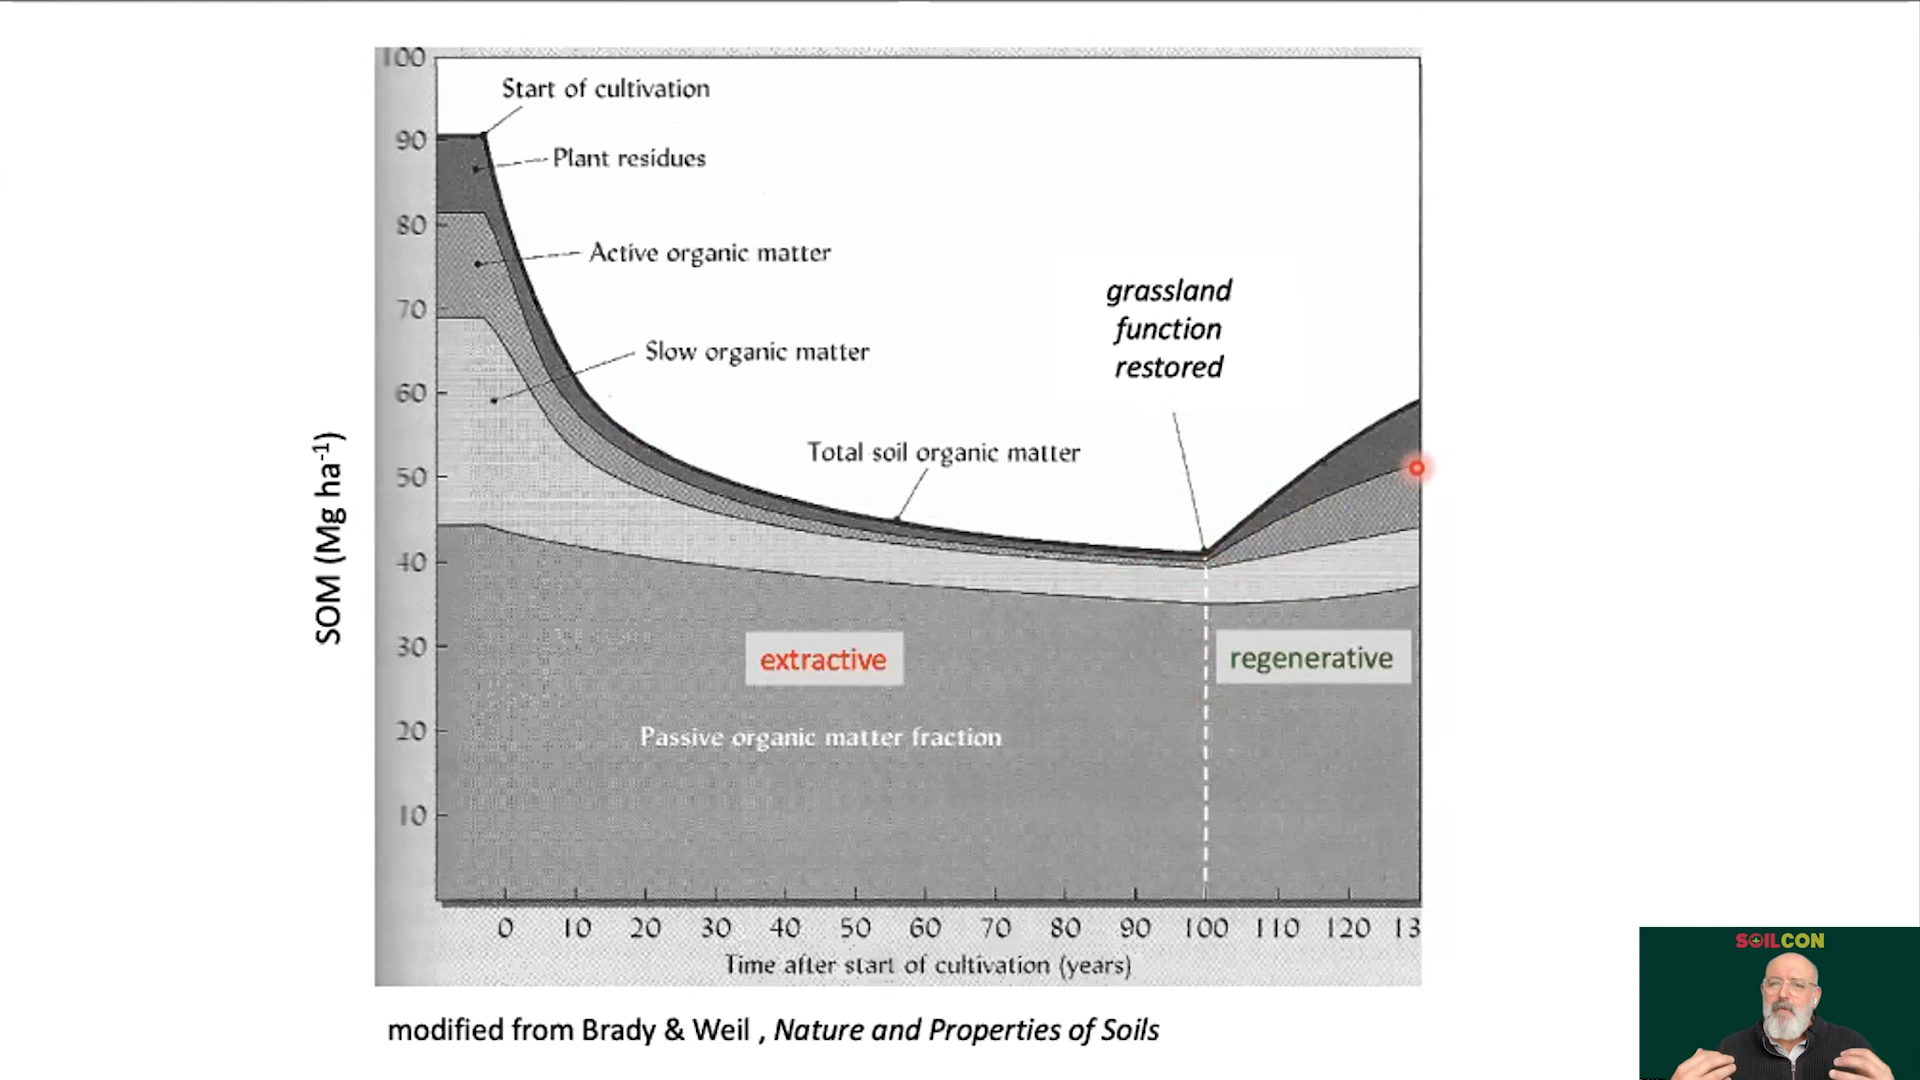 100
Start of cultivation
90
Plant residues
80
Active organic matter
70
grassland
function
restored
Slow organic matter
60
Total soil organic matter
50
SOM (Mg ha-1)
40
30
extractive
regenerative
20
Passive organic matter fraction
10
0 10 20 30 40 50 60 70 80 90 100 110 120 13
Time after start of cultivation (years)
modified from Brady & Weil , Nature and Properties of Soils
SOILCON